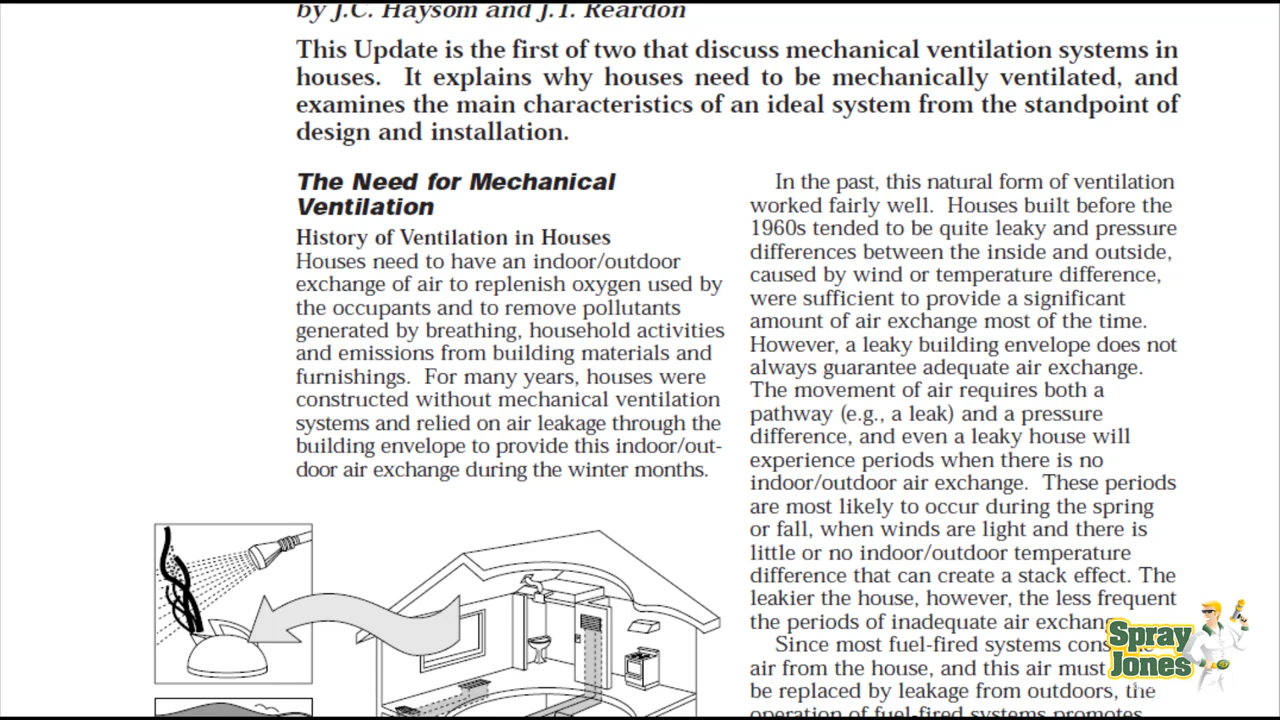 by J.C. Haysom and J.T. Reardon
This Update is the first of two that discuss mechanical ventilation systems in
houses. It explains why houses need to be mechanically ventilated, and
examines the main characteristics of an ideal system from the standpoint of
design and installation.
The Need for Mechanical
Ventilation
History of Ventilation in Houses
Houses need to have an indoor/outdoor
exchange of air to replenish oxygen used by
the occupants and to remove pollutants
generated by breathing, household activities
and emissions from building materials and
furnishings. For many years, houses were
constructed without mechanical ventilation
systems and relied on air leakage through the
building envelope to provide this indoor/out-
door air exchange during the winter months.
In the past, this natural form of ventilation
worked fairly well. Houses built before the
1960s tended to be quite leaky and pressure
differences between the inside and outside,
caused by wind or temperature difference,
were sufficient to provide a significant
amount of air exchange most of the time.
However, a leaky building envelope does not
always guarantee adequate air exchange.
The movement of air requires both a
pathway (e.g., a leak) and a pressure
difference, and even a leaky house will
experience periods when there is no
indoor/outdoor air exchange. These periods
are most likely to occur during the spring
or fall, when winds are light and there is
little or no indoor/outdoor temperature
difference that can create a stack effect. The
leakier the house, however, the less frequent
the periods of inadequate air
Since most fuel-fired systems
air from the house, and this air must
be replaced by leakage from outdoors, the
operation of fuel-fired systems promotes
Spray
Jones